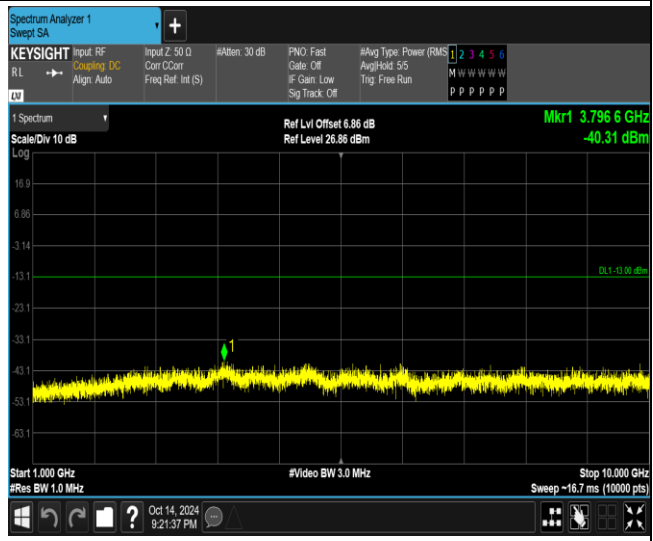 Spectrum Analyzer 1
Swept SA
+
KEYSIGHT
RL
LXI
Input: RF
Coupling: DC
Align: Auto
Input Z: 50 Ω
Corr CCorr
Freq Ref: Int (S)
#Atten: 30 dB
PNO: Fast
Gate: Off
IF Gain: Low
Sig Track: Off
#Avg Type: Power (RMS
Avg|Hold: 5/5
Trig: Free Run
1 2 3 4 5 6
M W W W W W
P P P P P P
1 Spectrum
Scale/Div 10 dB
Log
Ref Lvl Offset 6.86 dB
Ref Level 26.86 dBm
Mkr1 3.796 6 GHz
-40.31 dBm
16.9
6.86
-3.14
-13.1
DL1 -13.00 dBm
-23.1
-33.1
1
-43.1
-53.1
-63.1
Start 1.000 GHz
#Res BW 1.0 MHz
#Video BW 3.0 MHz
Stop 10.000 GHz
Sweep ~16.7 ms (10000 pts)
?
Oct 14, 2024
9:21:37 PM